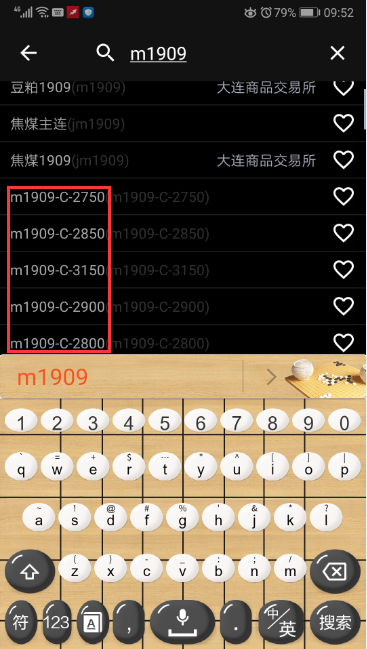 4G 79% 09:52
m1909
豆粕1909(m1909) 大连商品交易所
焦煤主连(jm1909)
焦煤1909(jm1909) 大连商品交易所
m1909-C-2750(m1909-C-2750)
m1909-C-2850(m1909-C-2850)
m1909-C-3150(m1909-C-3150)
m1909-C-2900(m1909-C-2900)
m1909-C-2800(m1909-C-2800)
m1909
1 2 3 4 5 6 7 8 9 0
` = + $ … * ^ [ ] |
q w e r t y u i o p
~ ! @ # % ' & * ?
a s d f g h j k l
( ) - _ : ; /
z x c v b n m
符 123 A , . 中/英 搜索